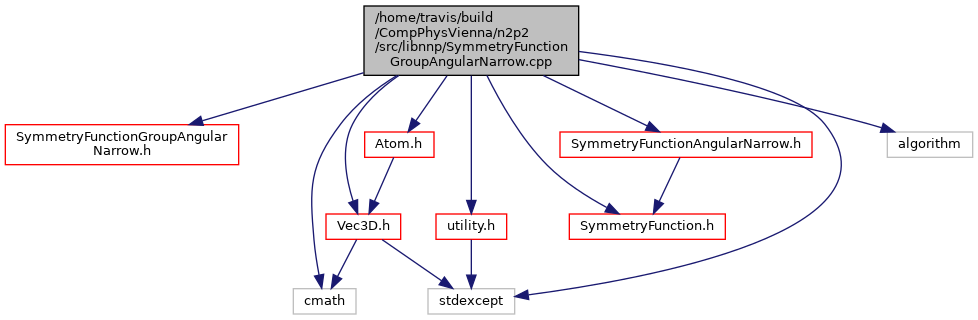 /home/travis/build
/CompPhysVienna/n2p2
/src/libnnp/SymmetryFunction
GroupAngularNarrow.cpp
SymmetryFunctionGroupAngular
Narrow.h
Atom.h
SymmetryFunctionAngularNarrow.h
algorithm
Vec3D.h
utility.h
SymmetryFunction.h
cmath
stdexcept